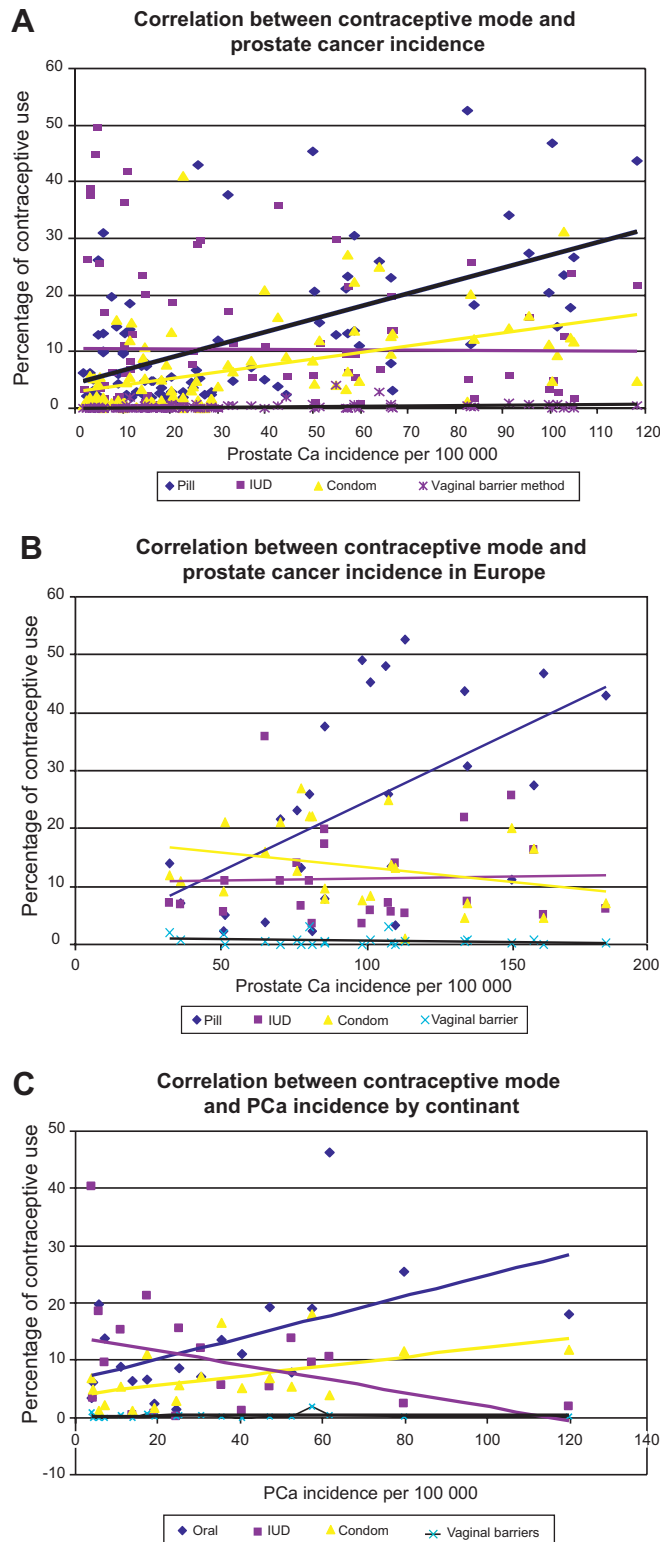 A
Correlation between contraceptive mode and
prostate cancer incidence
60
50
40
30
20
10
0
Percentage of contraceptive use
0 10 20 30 40 50 60 70 80 90 100 110 120
Prostate Ca incidence per 100 000
Pill IUD Condom Vaginal barrier method
B
Correlation between contraceptive mode and
prostate cancer incidence in Europe
60
50
40
30
20
10
0
Percentage of contraceptive use
50 100 150 200
Prostate Ca incidence per 100 000
Pill IUD Condom Vaginal barrier
C
Correlation between contraceptive mode
and PCa incidence by continant
50
40
30
20
10
0
-10
Percentage of contraceptive use
0 20 40 60 80 100 120 140
PCa incidence per 100 000
Oral IUD Condom Vaginal barriers